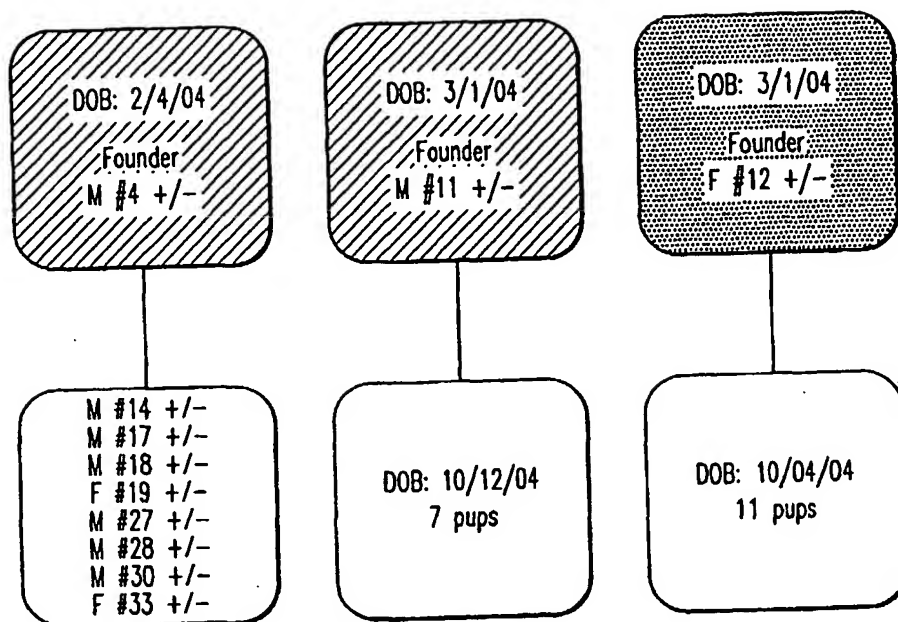 DOB: 2/4/04
Founder
M #4 +/-
DOB: 3/1/04
Founder
M #11 +/-
DOB: 3/1/04
Founder
F #12 +/-
M #14 +/-
M #17 +/-
M #18 +/-
F #19 +/-
M #27 +/-
M #28 +/-
M #30 +/-
F #33 +/-
DOB: 10/12/04
7 pups
DOB: 10/04/04
11 pups